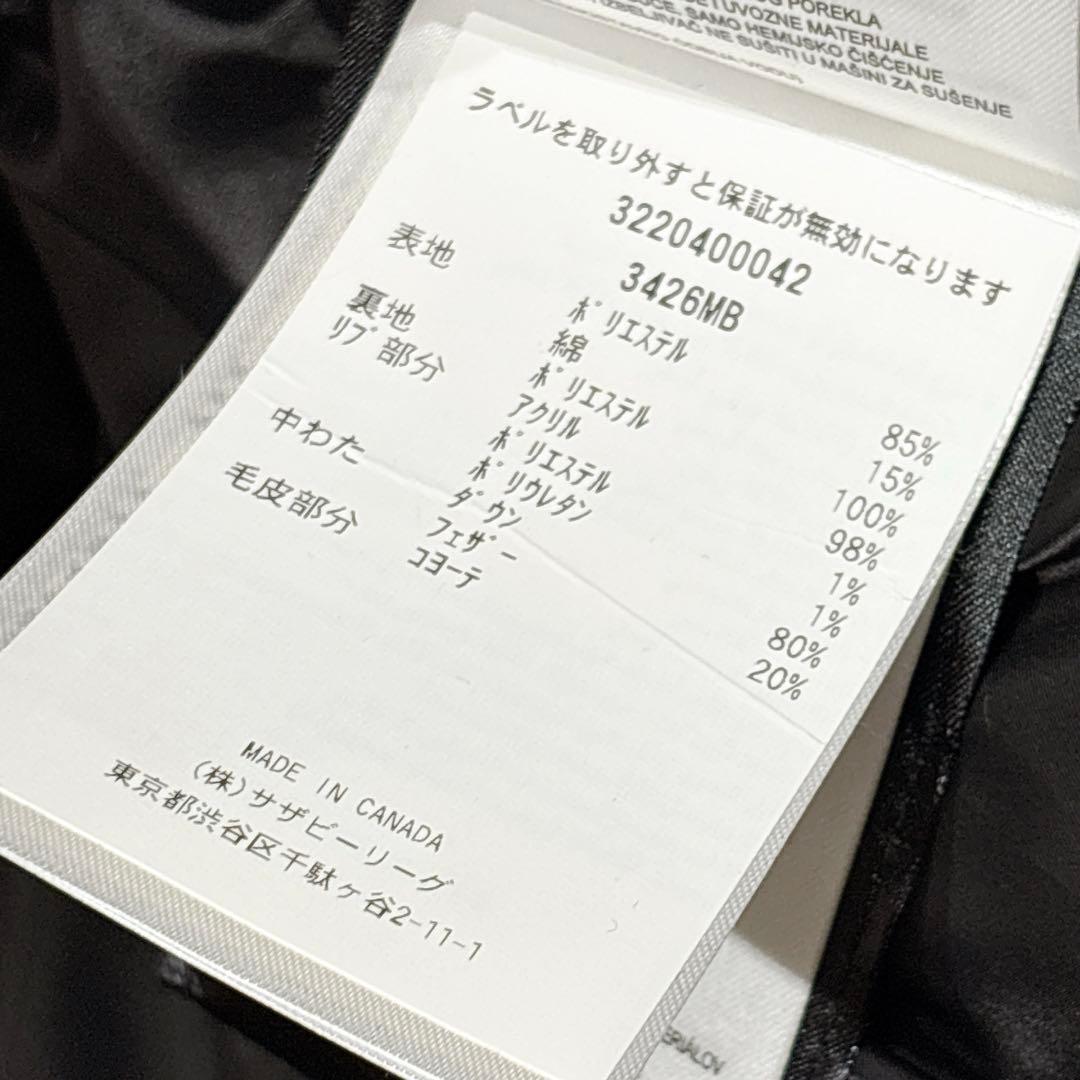 POREKLA
UVOZNE MATERIJALE
SAMO HEMIJSKO ČIŠĆENJE
NE SUŠITI U MAŠINI ZA SUŠENJE
ラベルを取り外すと保証が無効になります
3220400042
3426MB
表地 ポリエステル 85%
綿 15%
裏地 ポリエステル 100%
リブ部分 アクリル 98%
ポリエステル 1%
ポリウレタン 1%
中わた ダウン 80%
フェザー 20%
毛皮部分 コヨーテ
MADE IN CANADA
(株)サザビーリーグ
東京都渋谷区千駄ヶ谷2-11-1